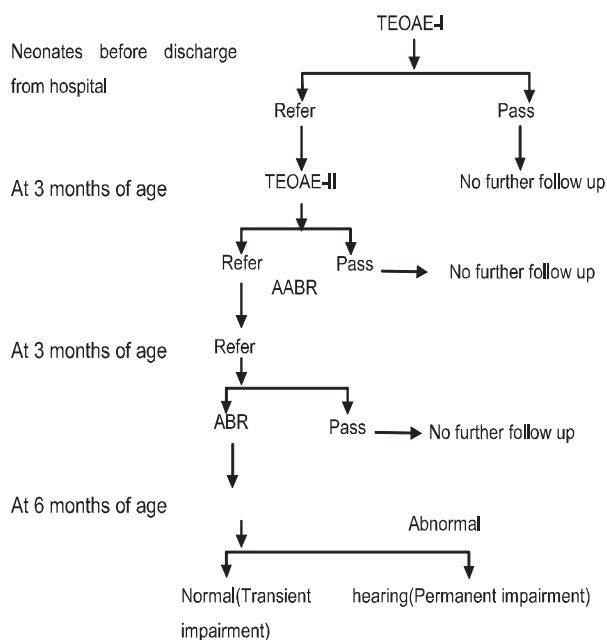 TEOAE-I
Neonates before discharge
from hospital
Refer
Pass
At 3 months of age
TEOAE-II
No further follow up
Refer
Pass
No further follow up
AABR
At 3 months of age
Refer
ABR
Pass
No further follow up
At 6 months of age
Abnormal
Normal(Transient
hearing(Permanent impairment)
impairment)